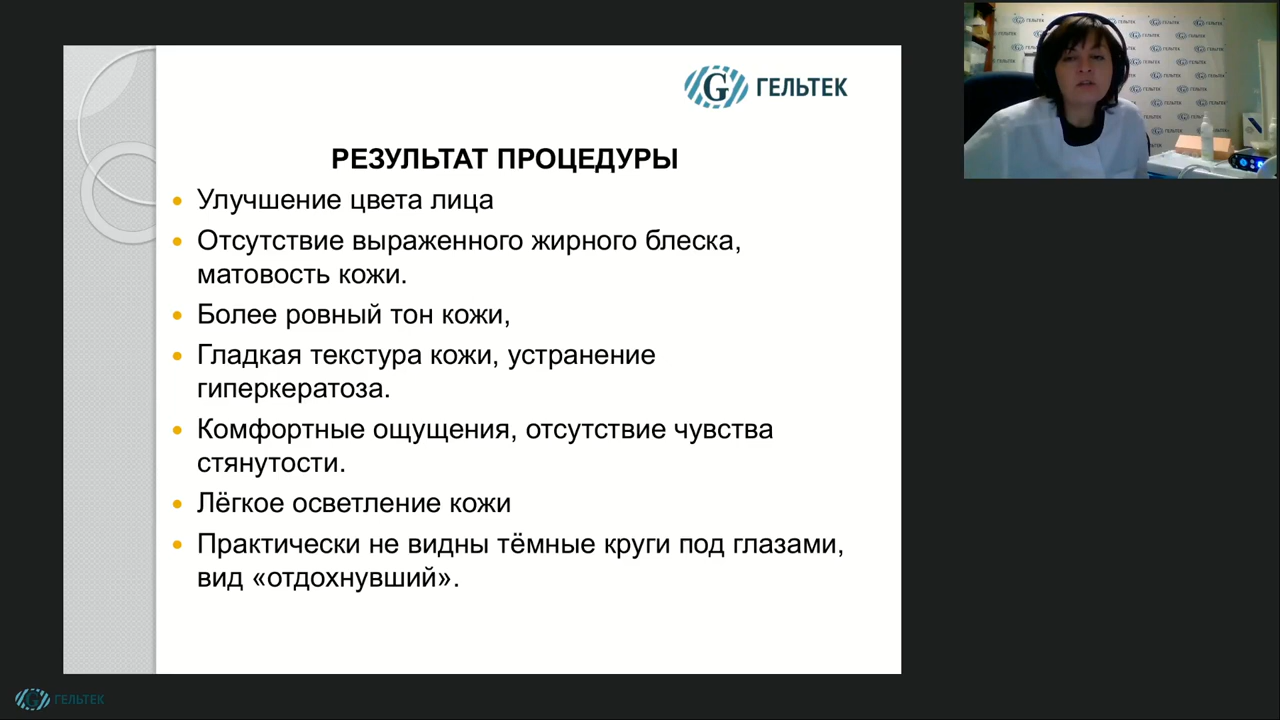 ГЕЛЬТЕК
РЕЗУЛЬТАТ ПРОЦЕДУРЫ
Улучшение цвета лица
Отсутствие выраженного жирного блеска,
матовость кожи.
Более ровный тон кожи,
Гладкая текстура кожи, устранение
гиперкератоза.
Комфортные ощущения, отсутствие чувства
стянутости.
Лёгкое осветление кожи
Практически не видны тёмные круги под глазами,
вид «отдохнувший».
ГЕЛЬТЕК